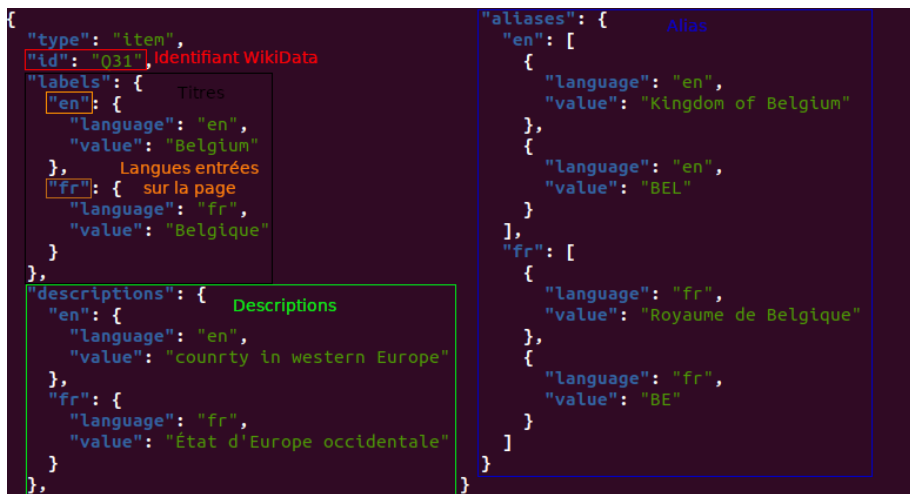 {
"type": "item",
"id": "Q31", Identifiant WikiData
"labels": { Titres
"en": {
"language": "en",
"value": "Belgium"
}, Langues entrées
"fr": { sur la page
"language": "fr",
"value": "Belgique"
}
},
"descriptions": { Descriptions
"en": {
"language": "en",
"value": "counrty in western Europe"
},
"fr": {
"language": "fr",
"value": "État d'Europe occidentale"
}
},
"aliases": { Alias
"en": [
{
"language": "en",
"value": "Kingdom of Belgium"
},
{
"language": "en",
"value": "BEL"
}
],
"fr": [
{
"language": "fr",
"value": "Royaume de Belgique"
},
{
"language": "fr",
"value": "BE"
}
]
}
}